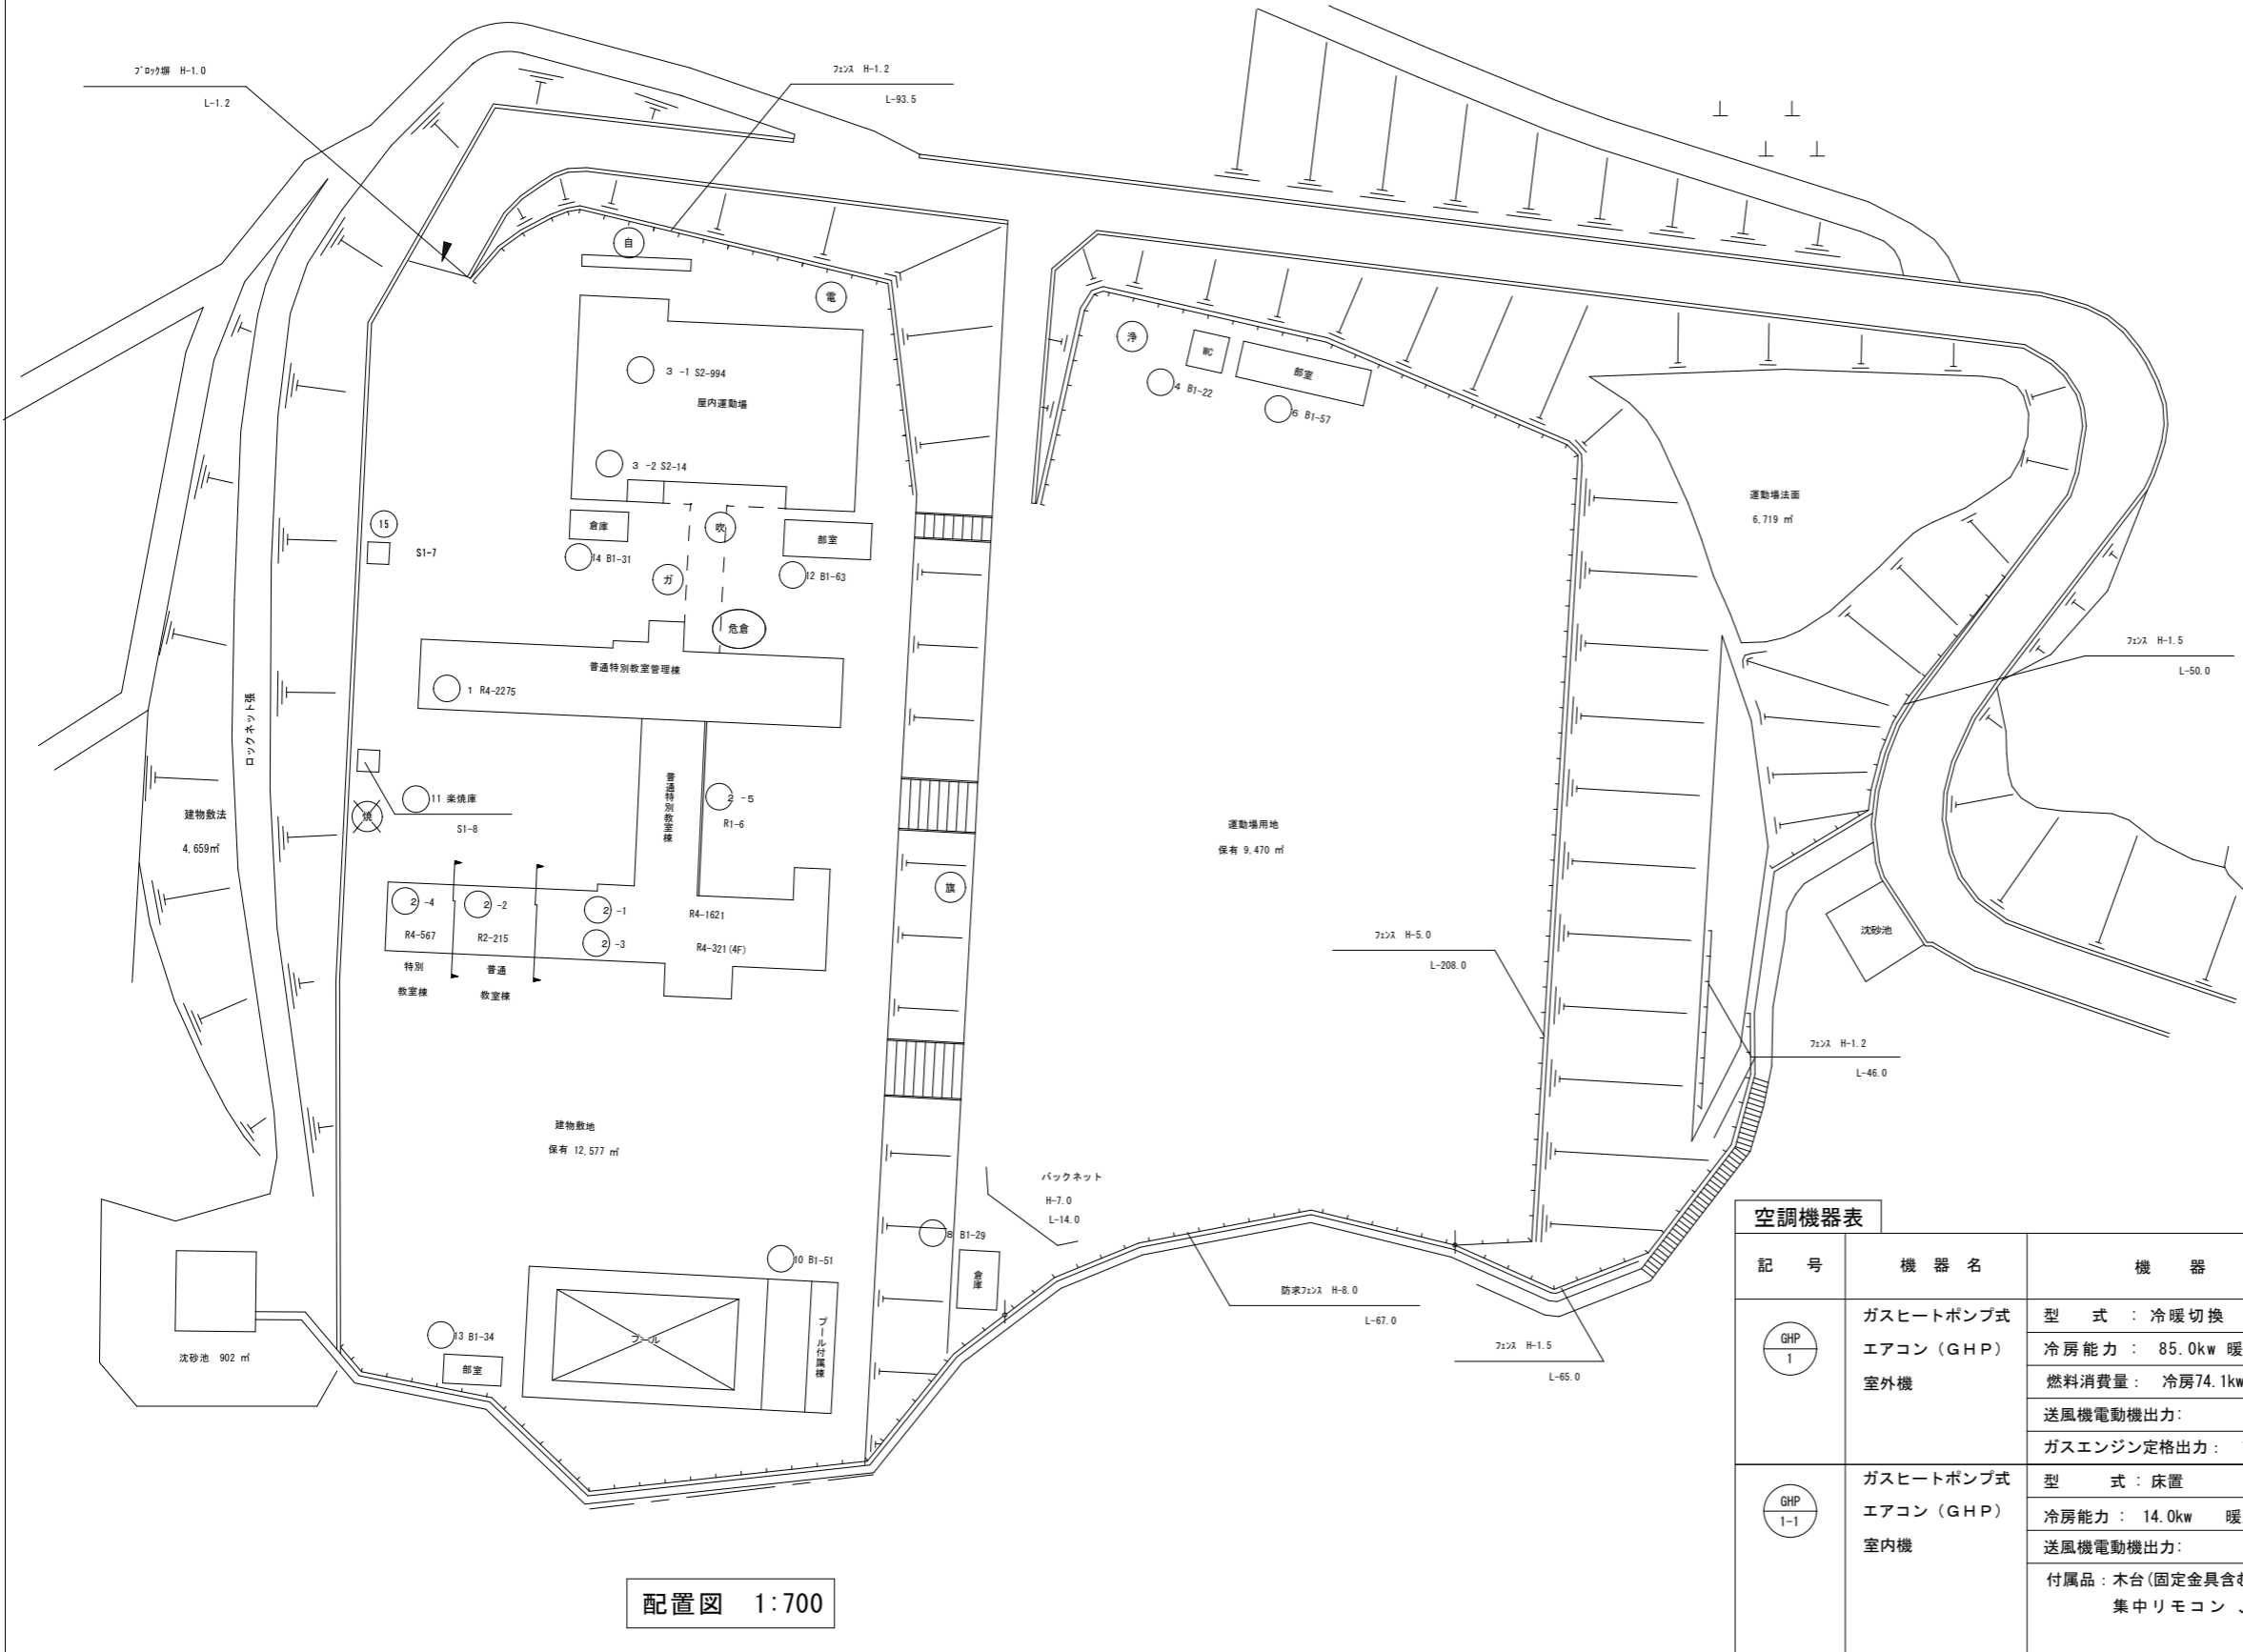 ブロック塀 H-1.0
L-1.2
フェンス H-1.2
L-93.5
自
電
3 -1 S2-994
屋内運動場
3 -2 S2-14
浄
WC
部室
4 B1-22
6 B1-57
運動場法面
6,719 ㎡
15
S1-7
倉庫
14 B1-31
吹
部室
12 B1-63
ガ
危倉
普通特別教室管理棟
1 R4-2275
フェンス H-1.5
L-50.0
ロックネット張
建物敷法
4,659㎡
11 楽焼庫
S1-8
焼
普通特別教室棟
2 -5
R1-6
運動場用地
保有 9,470 ㎡
旗
2 -4
R4-567
特別
教室棟
2 -2
R2-215
普通
教室棟
2 -1
R4-1621
2 -3
R4-321(4F)
フェンス H-5.0
L-208.0
沈砂池
フェンス H-1.2
L-46.0
建物敷地
保有 12,577 ㎡
バックネット
H-7.0
L-14.0
8 B1-29
倉庫
10 B1-51
プール
プール付属棟
13 B1-34
部室
沈砂池 902 ㎡
防求フェンス H-8.0
L-67.0
フェンス H-1.5
L-65.0
配置図 1:700
空調機器表
記 号
機 器 名
機 器
GHP
1
ガスヒートポンプ式
エアコン（GHP）
室外機
型 式 : 冷暖切換
冷房能力 : 85.0kw 暖
燃料消費量 : 冷房74.1kw
送風機電動機出力:
ガスエンジン定格出力 :
GHP
1-1
ガスヒートポンプ式
エアコン（GHP）
室内機
型 式 : 床置
冷房能力 : 14.0kw 暖
送風機電動機出力:
付属品 : 木台(固定金具含む
集中リモコン 、